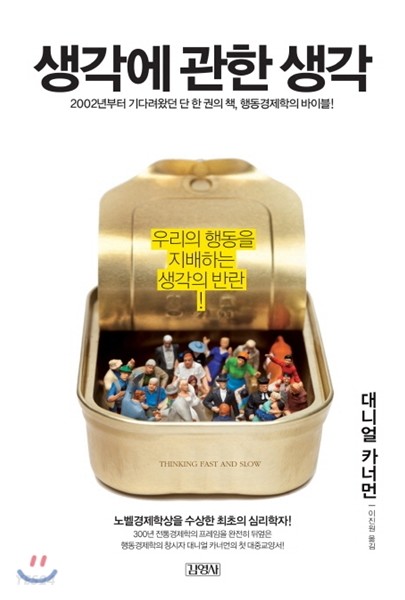 생각에 관한 생각
2002년부터 기다려왔던 단 한 권의 책, 행동경제학의 바이블!
우리의 행동을
지배하는
생각의 반란
!
THINKING FAST AND SLOW
대니얼 카너먼 | 이진원 옮김
노벨경제학상을 수상한 최초의 심리학자!
300년 전통경제학의 프레임을 완전히 뒤엎은
행동경제학의 창시자 대니얼 카너먼의 첫 대중교양서!
김영사